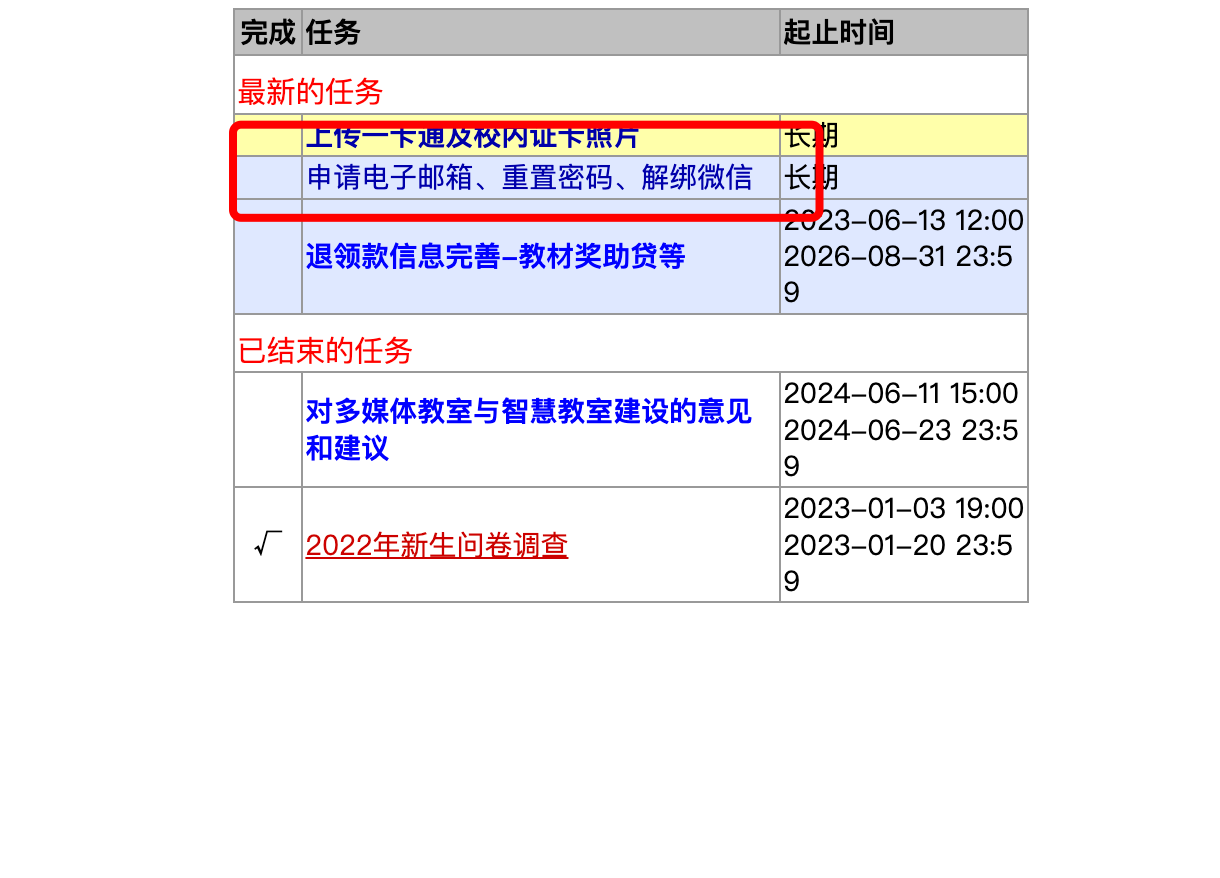 完成 任务 起止时间
最新的任务
上传一卡通及校内证卡照片 长期
申请电子邮箱、重置密码、解绑微信 长期
退领款信息完善-教材奖助贷等
2023-06-13 12:00
2026-08-31 23:5
9
已结束的任务
对多媒体教室与智慧教室建设的意见
和建议
2024-06-11 15:00
2024-06-23 23:5
9
√ 2022年新生问卷调查
2023-01-03 19:00
2023-01-20 23:5
9